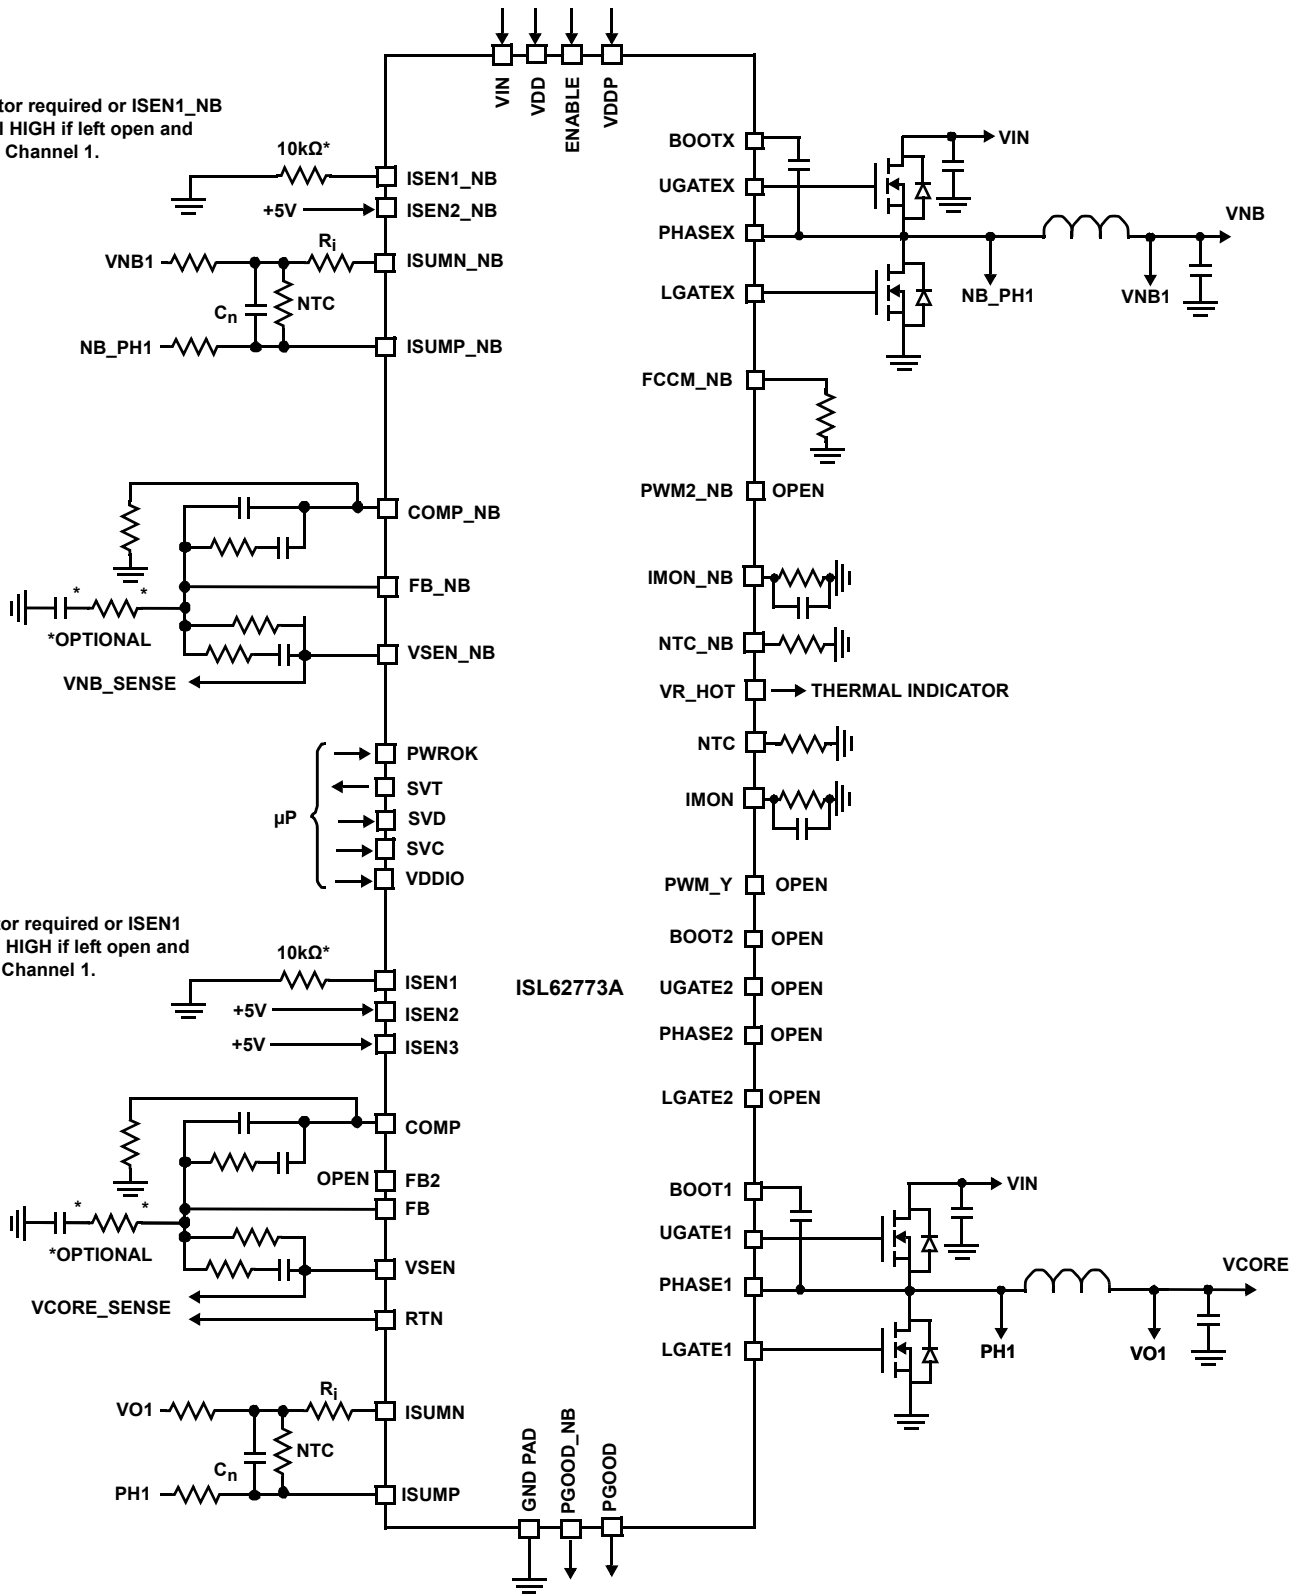 VIN
VDD
ENABLE
VDDP
required or ISEN1_NB
HIGH if left open and
Channel 1.
10kΩ*
ISEN1_NB
+5V
ISEN2_NB
Ri
VNB1
ISUMN_NB
Cn
NTC
NB_PH1
ISUMP_NB
COMP_NB
FB_NB
*
*
*OPTIONAL
VSEN_NB
VNB_SENSE
PWROK
SVT
µP
SVD
SVC
VDDIO
required or ISEN1
HIGH if left open and
Channel 1.
10kΩ*
ISEN1
+5V
ISEN2
+5V
ISEN3
COMP
OPEN
FB2
FB
*
*
*OPTIONAL
VSEN
VCORE_SENSE
RTN
Ri
VO1
ISUMN
Cn
NTC
PH1
ISUMP
ISL62773A
BOOTX
VIN
UGATEX
VNB
PHASEX
LGATEX
NB_PH1
VNB1
FCCM_NB
PWM2_NB
OPEN
IMON_NB
NTC_NB
VR_HOT
THERMAL INDICATOR
NTC
IMON
PWM_Y
OPEN
BOOT2
OPEN
UGATE2
OPEN
PHASE2
OPEN
LGATE2
OPEN
BOOT1
VIN
UGATE1
VCORE
PHASE1
LGATE1
PH1
VO1
GND PAD
PGOOD_NB
PGOOD